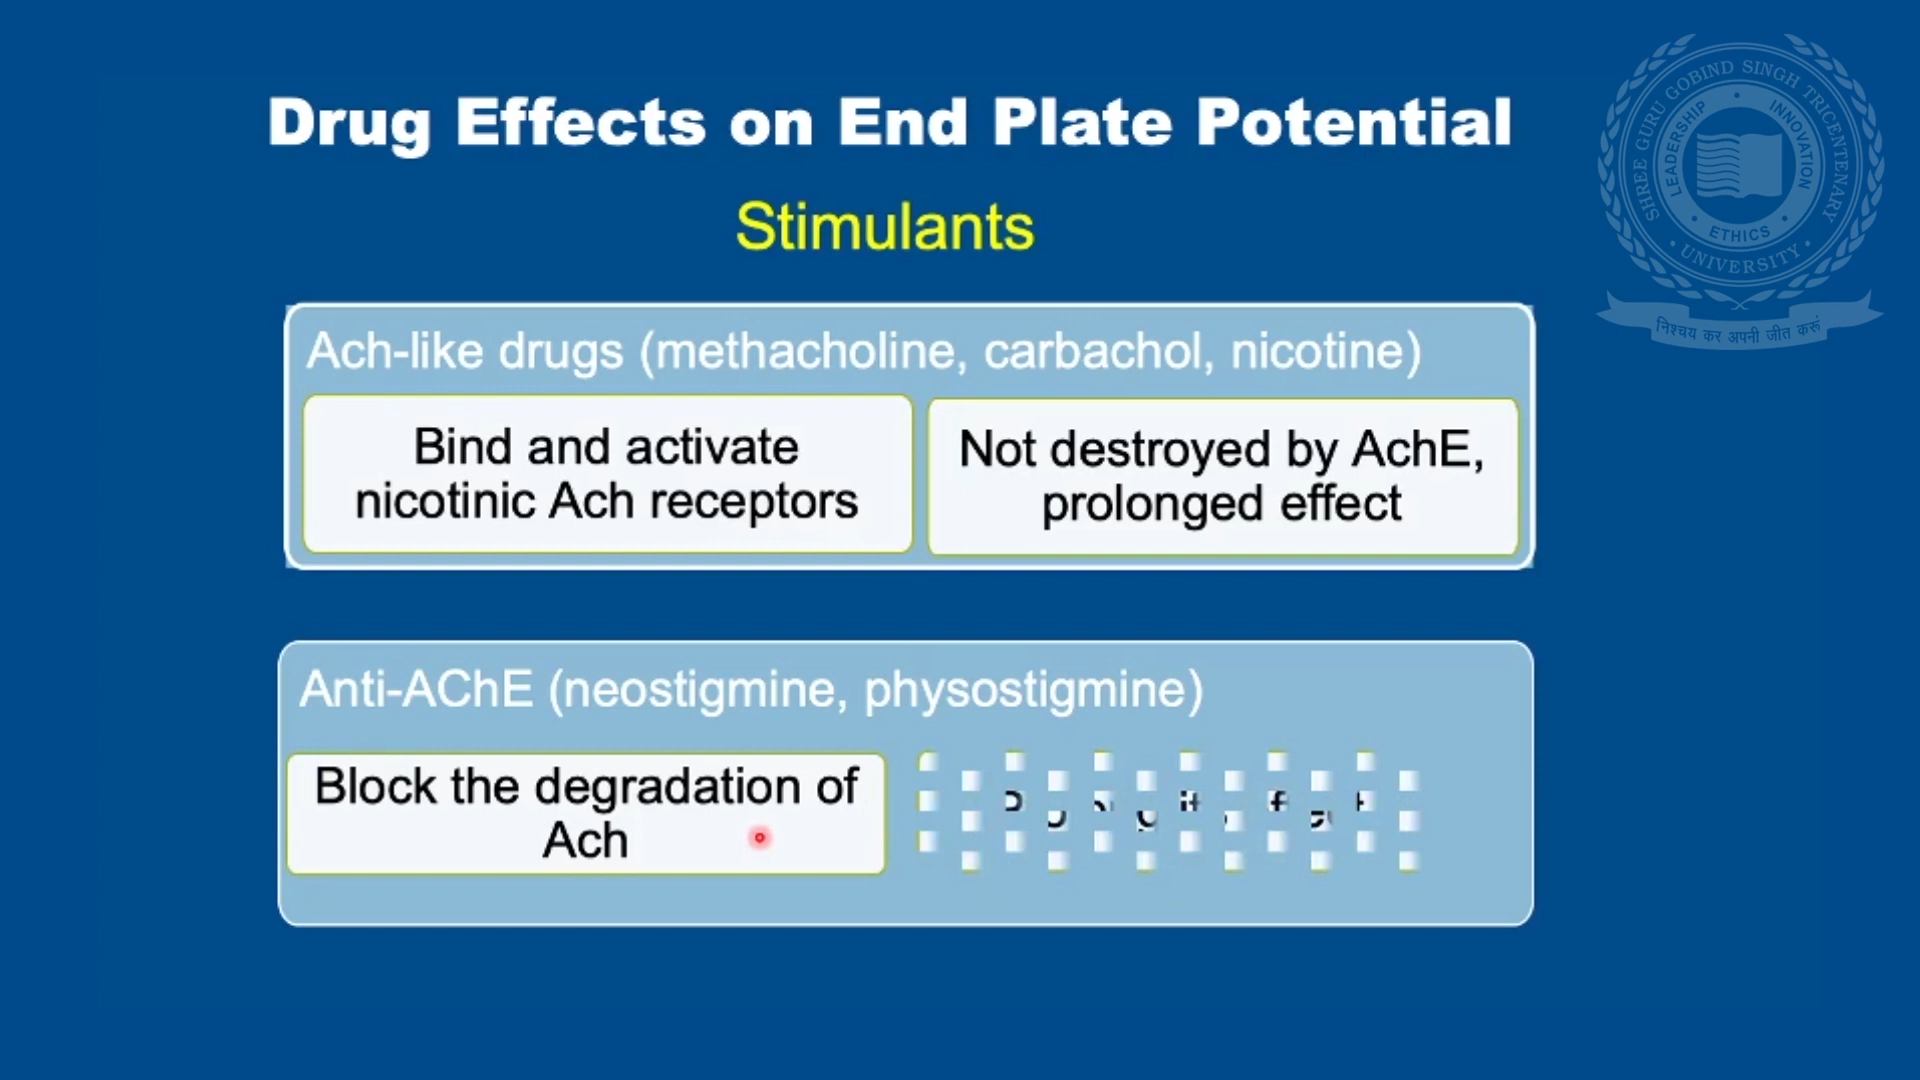 Drug Effects on End Plate Potential
Stimulants
Ach-like drugs (methacholine, carbachol, nicotine)
Bind and activate
nicotinic Ach receptors
Not destroyed by AchE,
prolonged effect
Anti-AChE (neostigmine, physostigmine)
Block the degradation of
Ach
SHREE GURU GOBIND SINGH TRICENTENARY
UNIVERSITY
LEADERSHIP
INNOVATION
ETHICS
निश्चय कर अपनी जीत करूं